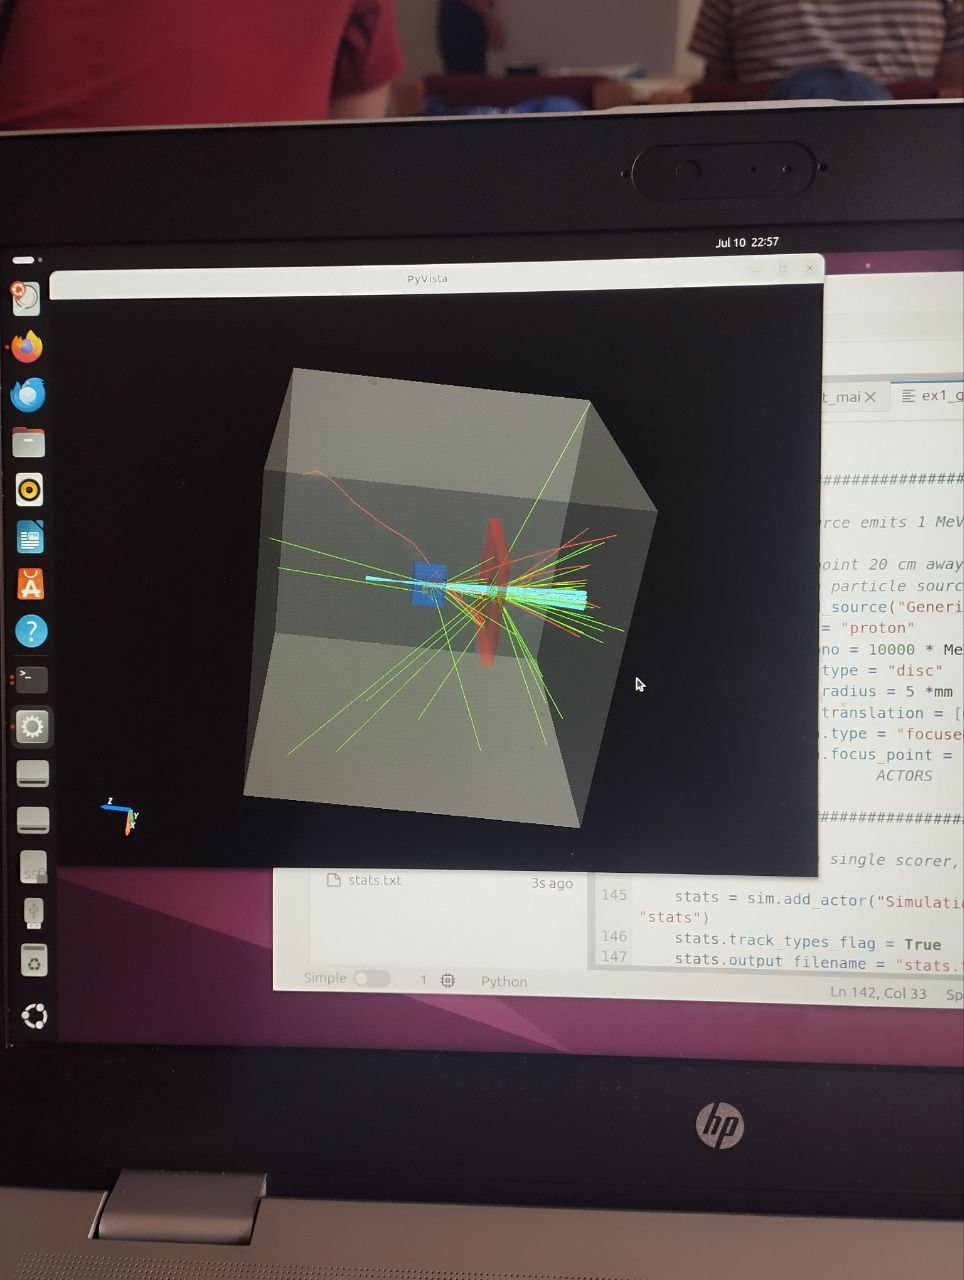 Jul 10 22:57
PyVista
t_mai
ex1_g
################
rce emits 1 MeV
oint 20 cm away
particle sourc
_source("Generi
= "proton"
no = 10000 * Me
type = "disc"
radius = 5 *mm
translation = [
.type = "focuse
.focus_point =
ACTORS
################
single scorer,
Z
Y
X
stats.txt
3s ago
145
stats = sim.add_actor("Simulatio
"stats")
146
stats.track_types_flag = True
147
stats.output_filename = "stats.
Simple
1
Python
Ln 142, Col 33
Sp
hp